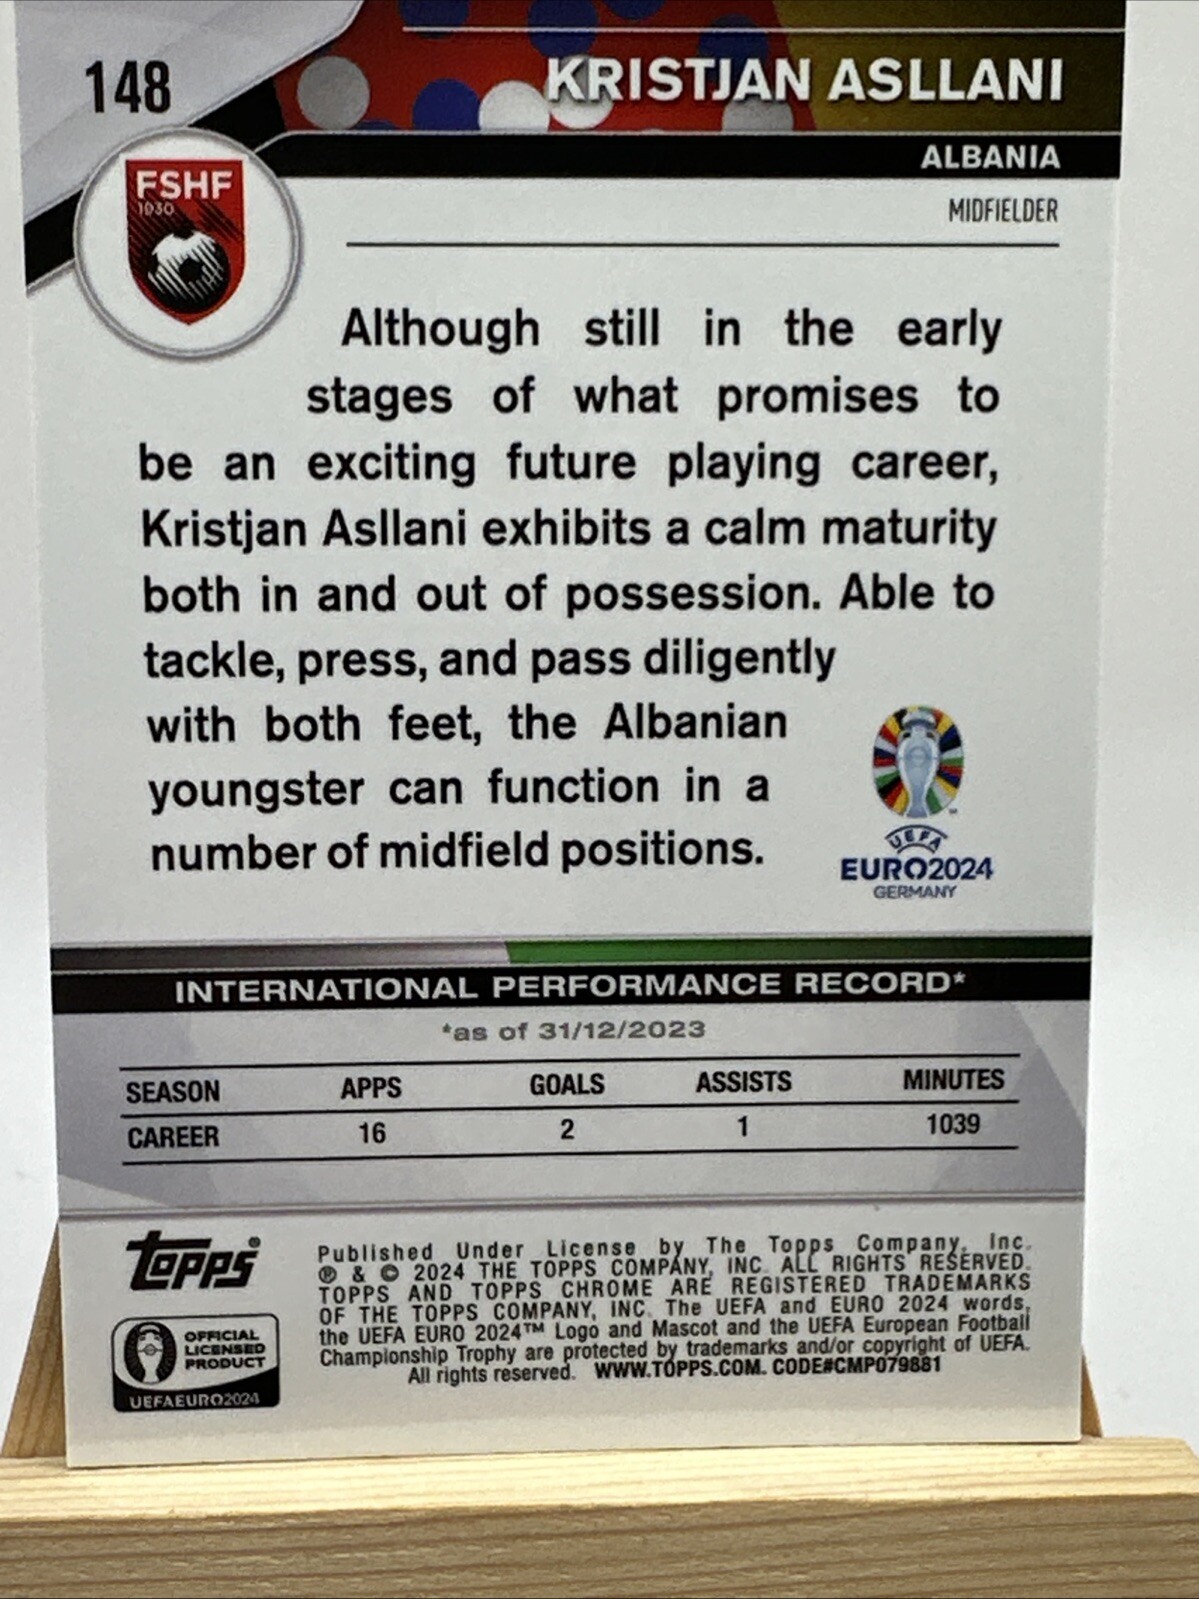 148
KRISTJAN ASLLANI
ALBANIA
MIDFIELDER
FSHF
1930
Although still in the early
stages of what promises to
be an exciting future playing career,
Kristjan Asllani exhibits a calm maturity
both in and out of possession. Able to
tackle, press, and pass diligently
with both feet, the Albanian
youngster can function in a
number of midfield positions.
UEFA
EURO2024
GERMANY
INTERNATIONAL PERFORMANCE RECORD*
*as of 31/12/2023
SEASON APPS GOALS ASSISTS MINUTES
CAREER 16 2 1 1039
TOPPS®
OFFICIAL
LICENSED
PRODUCT
UEFAEURO2024
Published Under License by The Topps Company, Inc.
® & © 2024 THE TOPPS COMPANY, INC. ALL RIGHTS RESERVED.
TOPPS AND TOPPS CHROME ARE REGISTERED TRADEMARKS
OF THE TOPPS COMPANY, INC. The UEFA and EURO 2024 words,
the UEFA EURO 2024™ Logo and Mascot and the UEFA European Football
Championship Trophy are protected by trademarks and/or copyright of UEFA.
All rights reserved. WWW.TOPPS.COM. CODE#CMP079881